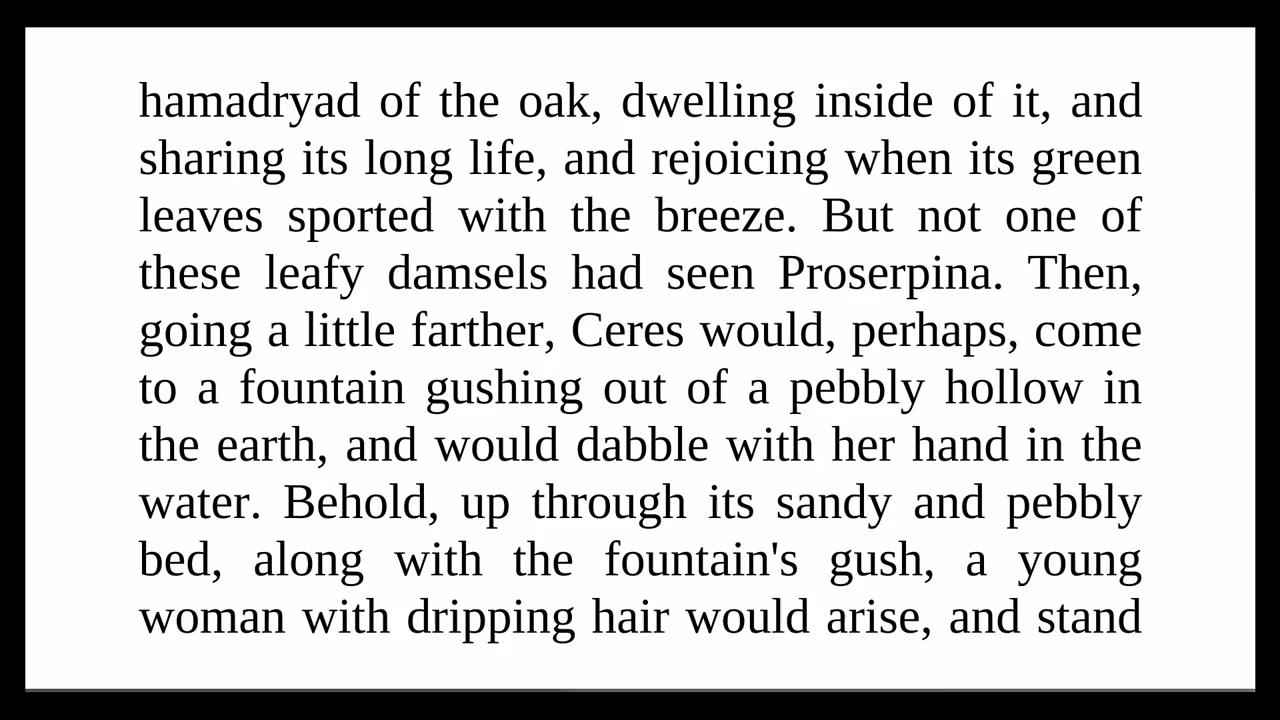 hamadryad of the oak, dwelling inside of it, and
sharing its long life, and rejoicing when its green
leaves sported with the breeze. But not one of
these leafy damsels had seen Proserpina. Then,
going a little farther, Ceres would, perhaps, come
to a fountain gushing out of a pebbly hollow in
the earth, and would dabble with her hand in the
water. Behold, up through its sandy and pebbly
bed, along with the fountain's gush, a young
woman with dripping hair would arise, and stand